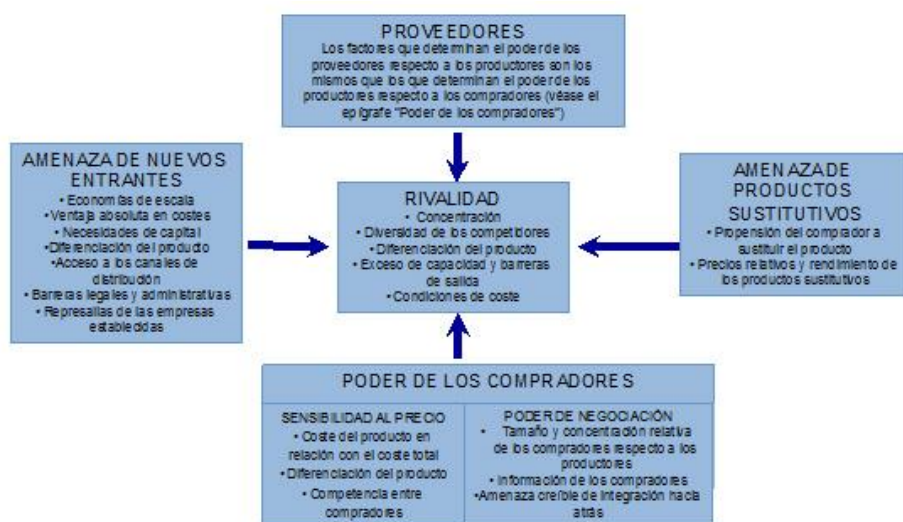 PROVEEDORES
Los factores que determinan el poder de los
proveedores respecto a los productores son los
mismos que los que determinan el poder de los
productores respecto a los compradores (véase el
epígrafe "Poder de los compradores")
AMENAZA DE NUEVOS
ENTRANTES
• Economías de escala
• Ventaja absoluta en costes
• Necesidades de capital
• Diferenciación del producto
• Acceso a los canales de
distribución
• Barreras legales y administrativas
• Represalias de las empresas
establecidas
RIVALIDAD
• Concentración
• Diversidad de los competitidores
• Diferenciación del producto
• Exceso de capacidad y barreras
de salida
• Condiciones de coste
AMENAZA DE
PRODUCTOS
SUSTITUTIVOS
• Propensión del comprador a
sustituir el producto
• Precios relativos y rendimiento de
los productos sustitutivos
PODER DE LOS COMPRADORES
SENSIBILIDAD AL PRECIO
• Coste del producto en
relación con el coste total
• Diferenciación del producto
• Competencia entre
compradores
PODER DE NEGOCIACIÓN
• Tamaño y concentración relativa
de los compradores respecto a los
productores
• Información de los compradores
• Amenaza creíble de integración hacia
atrás